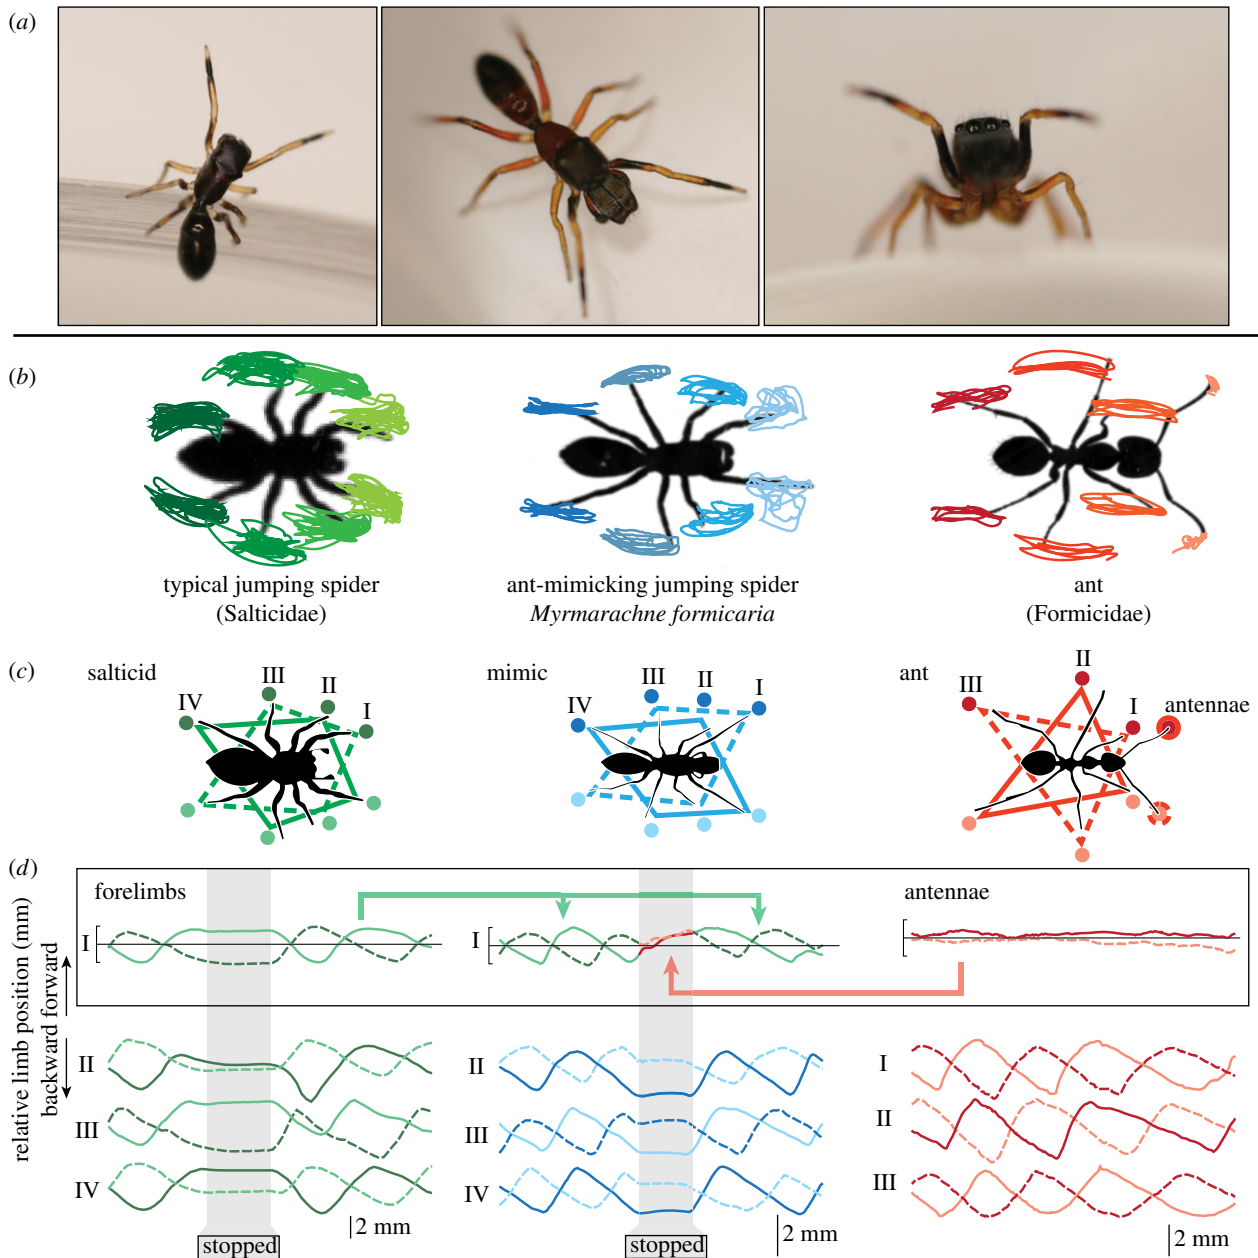 (a)
(b)
typical jumping spider
(Salticidae)
ant-mimicking jumping spider
Myrmarachne formicaria
ant
(Formicidae)
(c)
salticid
IV
III
II
I
mimic
IV
III
II
I
ant
III
II
I
antennae
(d)
relative limb position (mm)
backward forward
forelimbs
I
I
antennae
II
III
IV
stopped
2 mm
II
III
IV
stopped
2 mm
I
II
III
2 mm